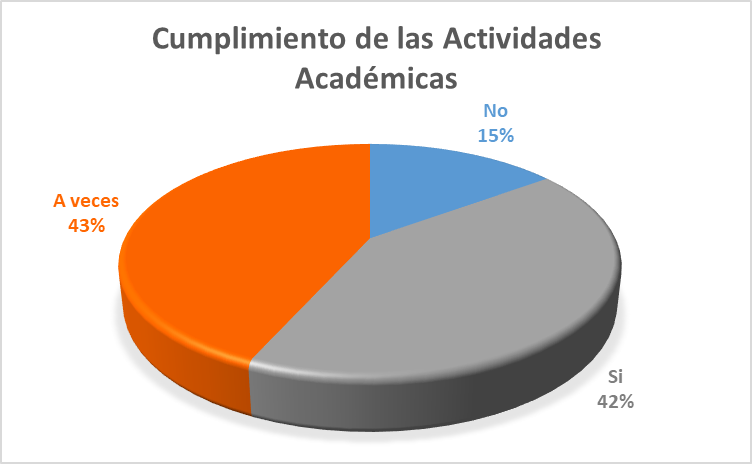 Cumplimiento de las Actividades
Académicas
No
15%
A veces
43%
Si
42%